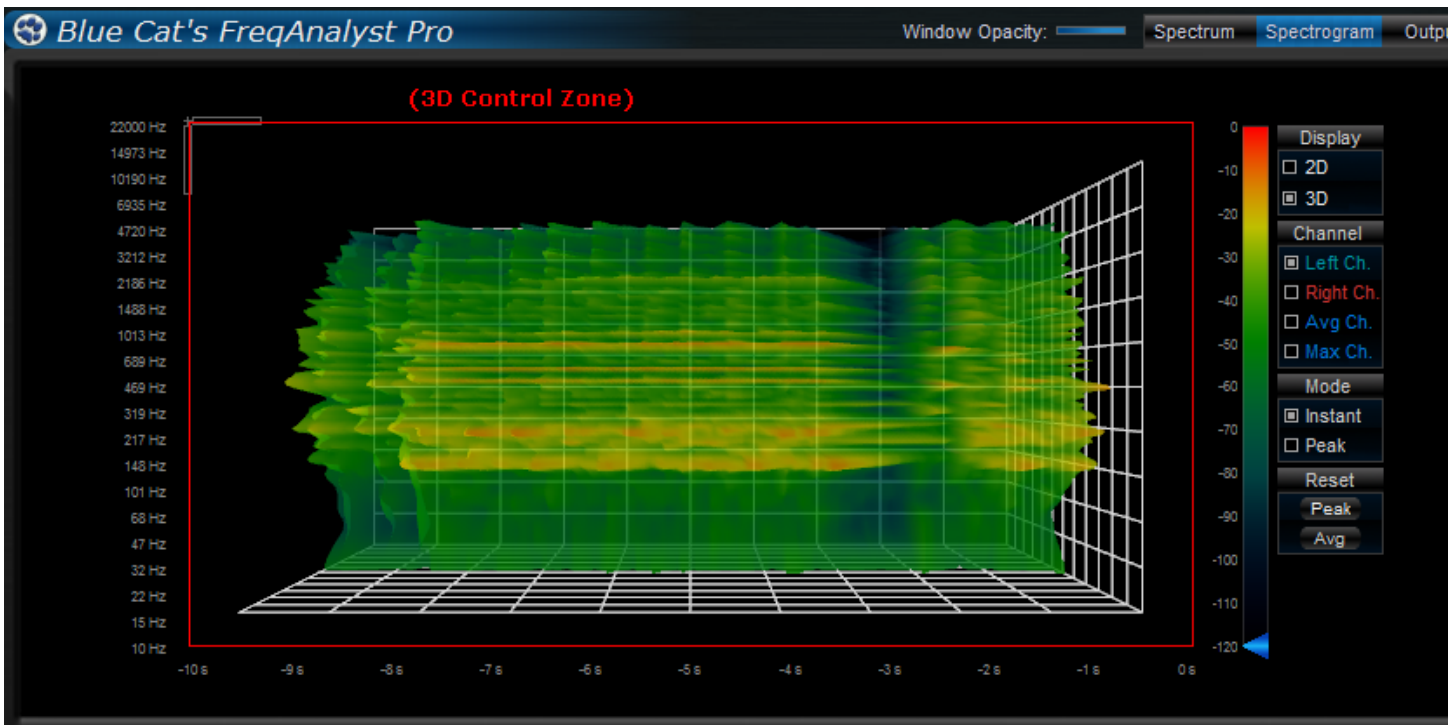 Blue Cat's FreqAnalyst Pro
Window Opacity:
Spectrum
Spectrogram
Outpu
(3D Control Zone)
22000 Hz
14973 Hz
10190 Hz
6935 Hz
4720 Hz
3212 Hz
2186 Hz
1488 Hz
1013 Hz
689 Hz
469 Hz
319 Hz
217 Hz
148 Hz
101 Hz
68 Hz
47 Hz
32 Hz
22 Hz
15 Hz
10 Hz
-10 s
-9 s
-8 s
-7 s
-6 s
-5 s
-4 s
-3 s
-2 s
-1 s
0 s
0
-10
-20
-30
-40
-50
-60
-70
-80
-90
-100
-110
-120
Display
2D
3D
Channel
Left Ch.
Right Ch.
Avg Ch.
Max Ch.
Mode
Instant
Peak
Reset
Peak
Avg